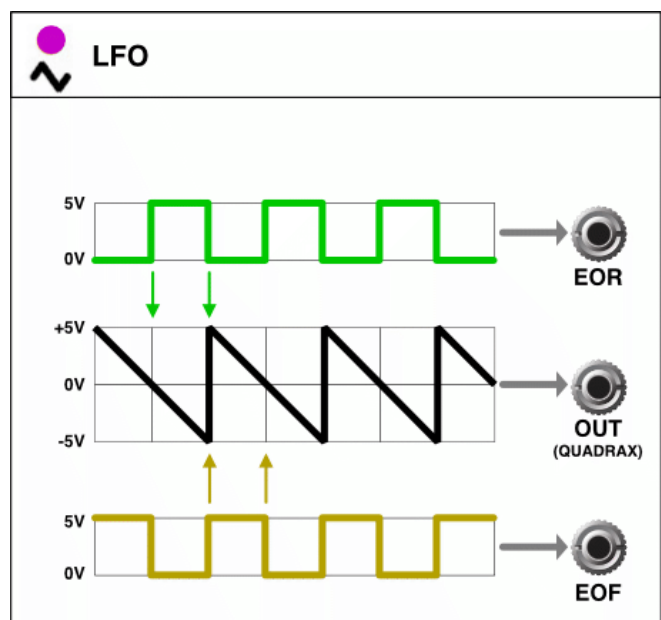 LFO
5V
0V
EOR
+5V
0V
-5V
OUT
(QUADRAX)
5V
0V
EOF